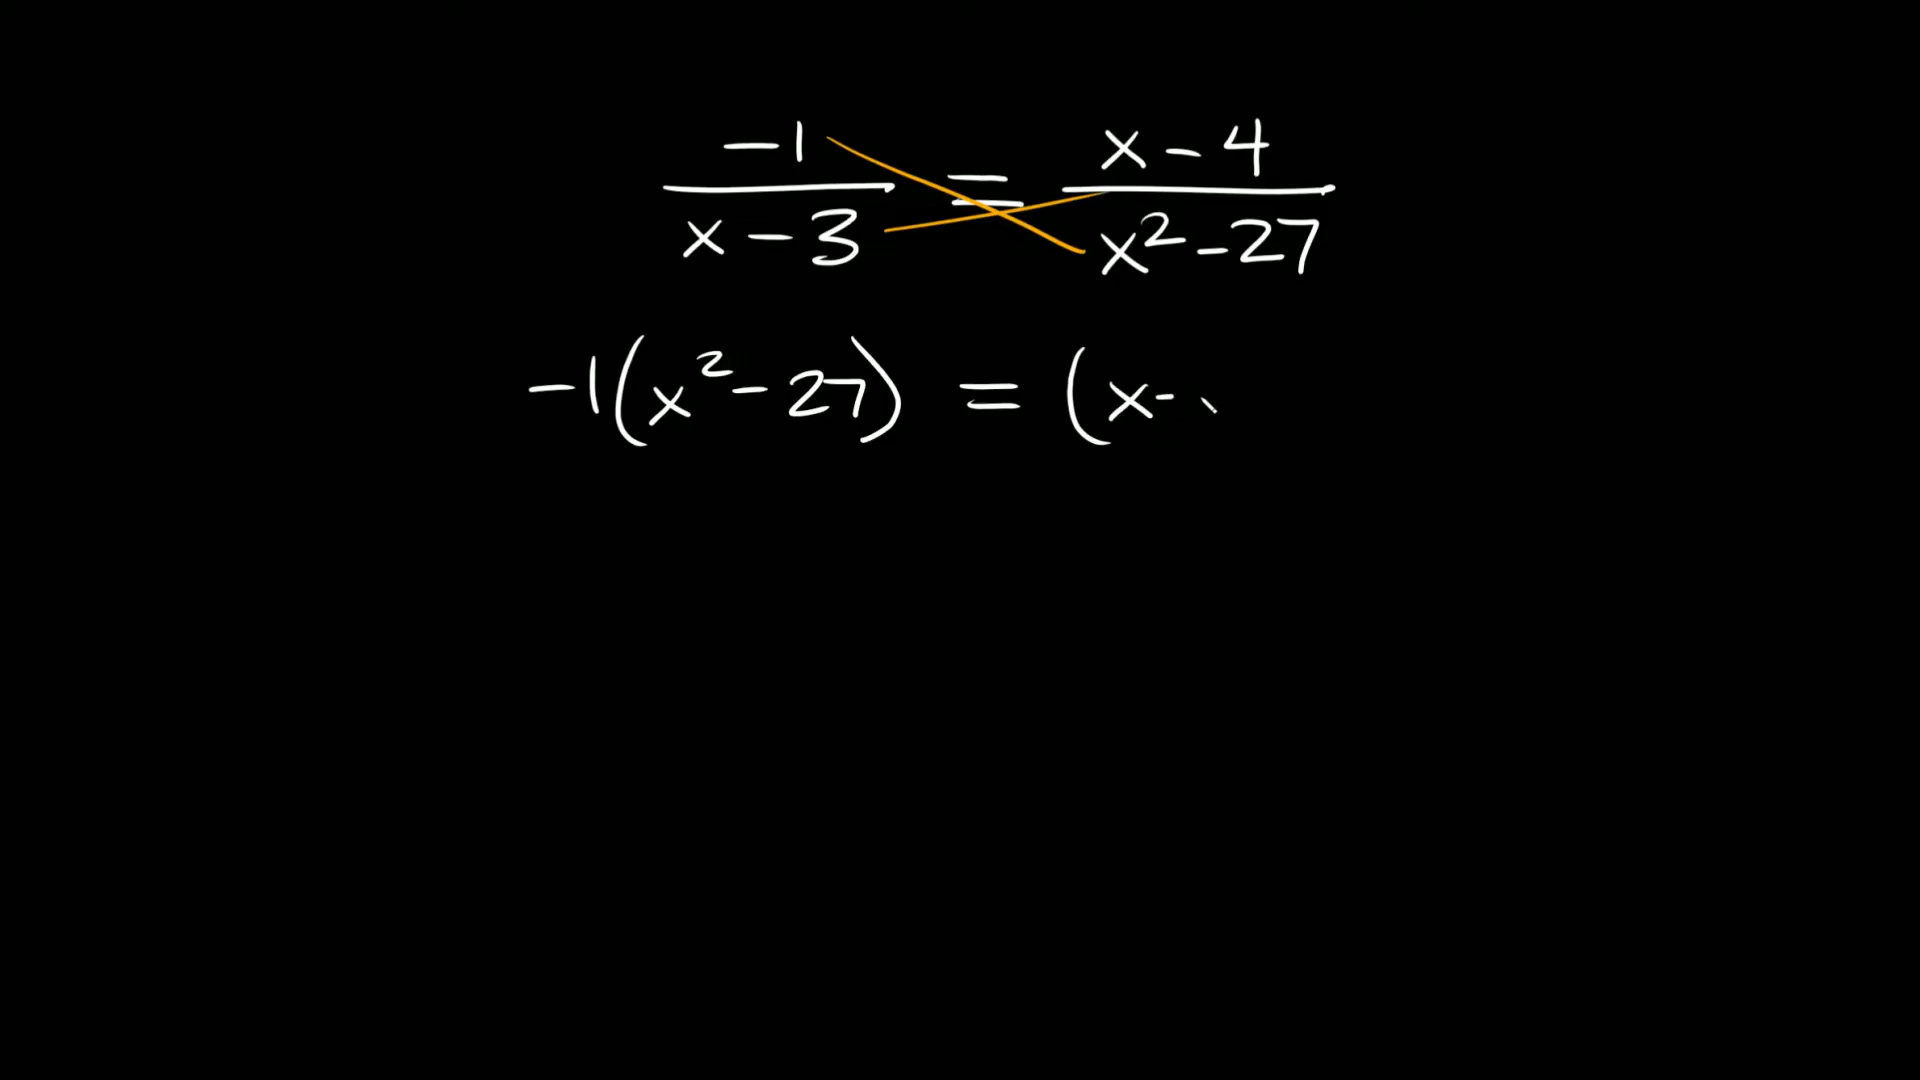 -1/(x-3) = (x-4)/(x²-27)
-1(x²-27) = (x-